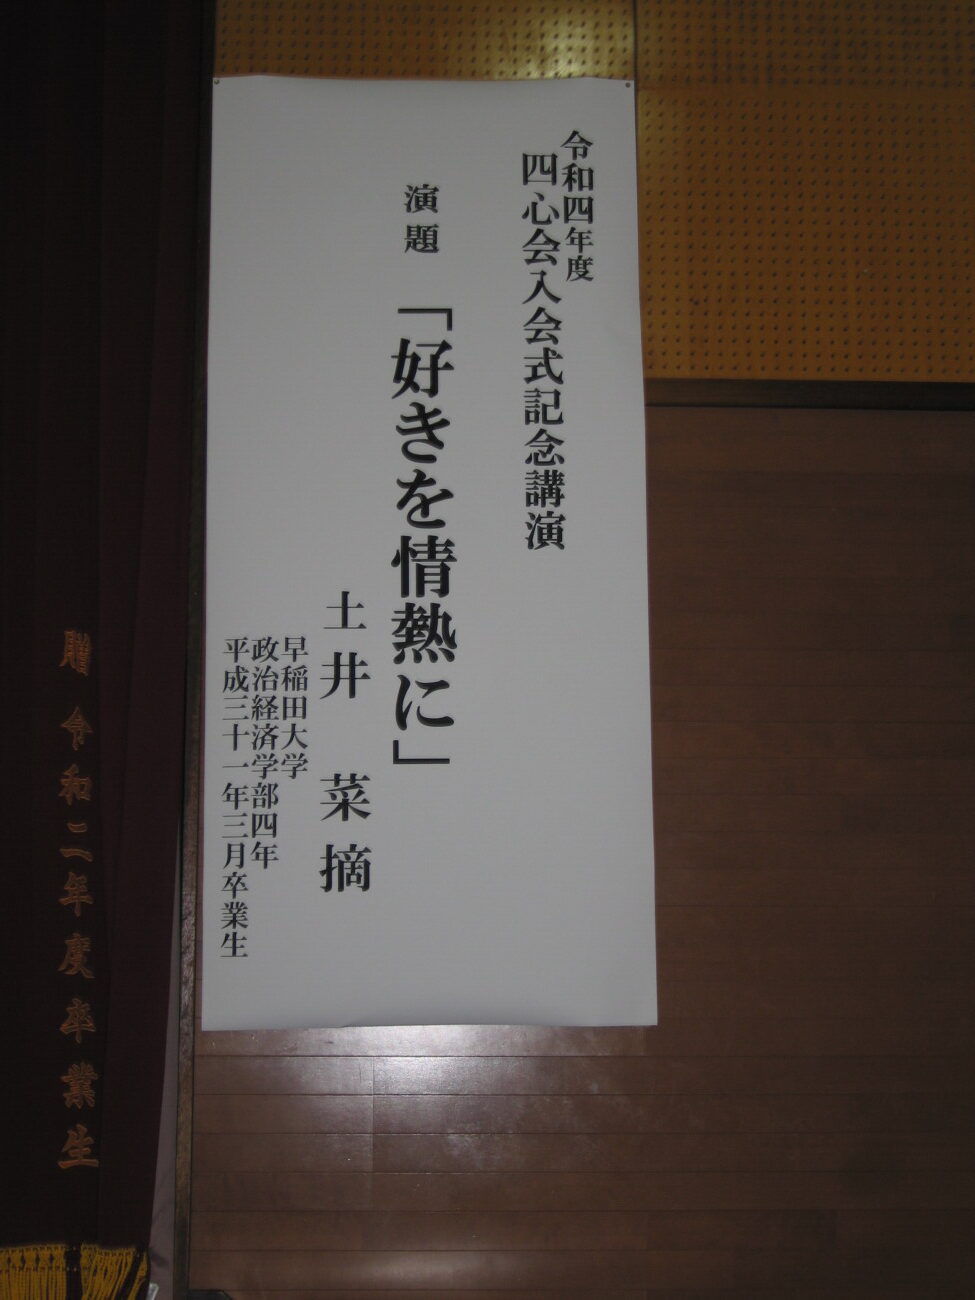 令和四年度
四心会入会式記念講演
演題 「好きを情熱に」
土井 菜摘
早稲田大学
政治経済学部四年
平成三十一年三月卒業生
贈 令和二年度卒業生